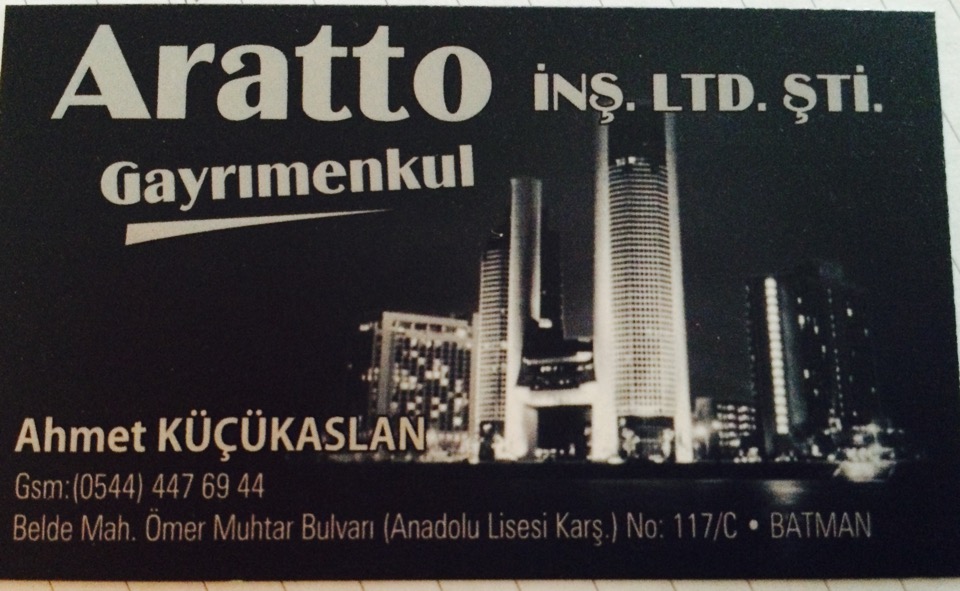 Aratto İNŞ. LTD. ŞTİ.
Gayrımenkul
Ahmet KÜÇÜKASLAN
Gsm:(0544) 447 69 44
Belde Mah. Ömer Muhtar Bulvarı (Anadolu Lisesi Karş.) No: 117/C • BATMAN